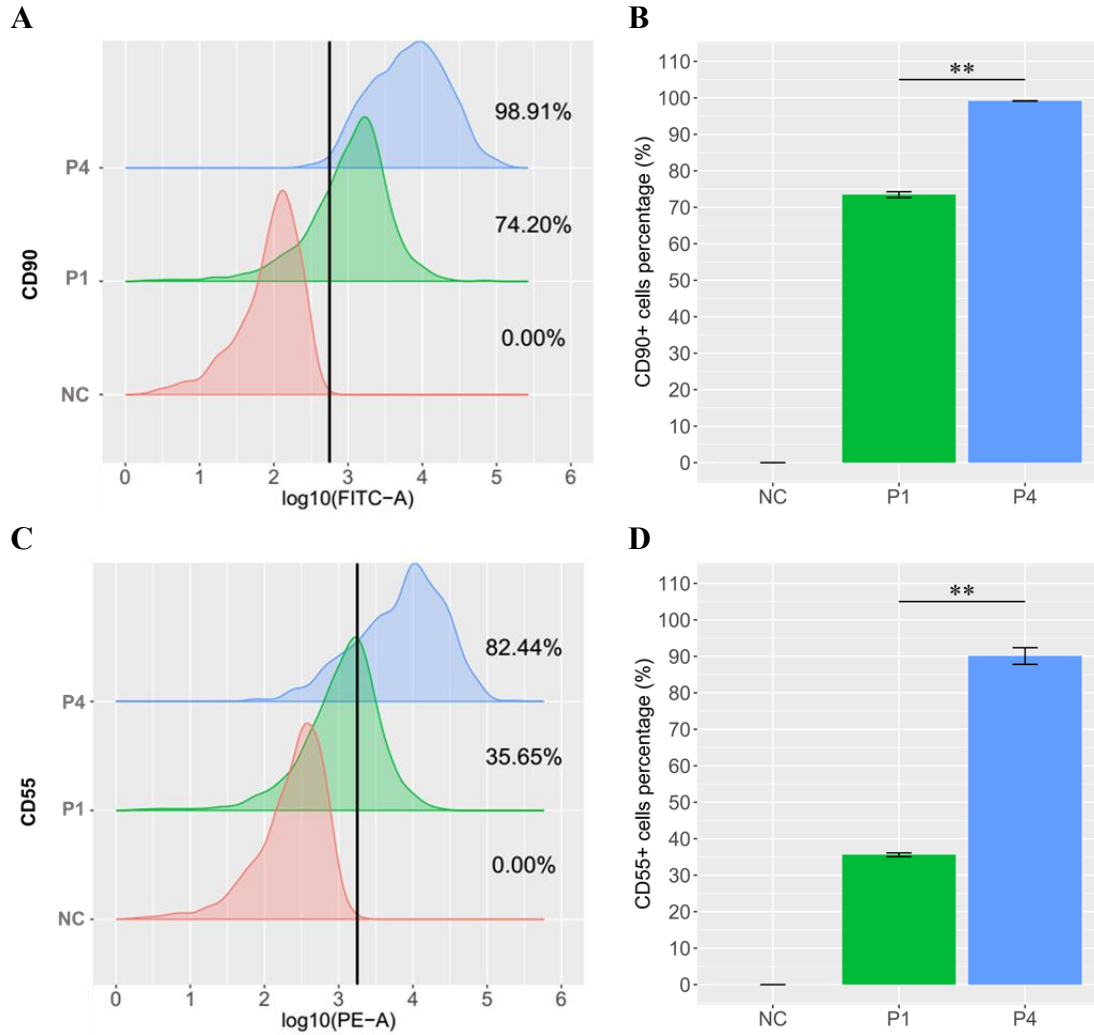 A
CD90
P4
P1
NC
98.91%
74.20%
0.00%
0 1 2 3 4 5 6
log10(FITC−A)
B
CD90+ cells percentage (%)
110
100
90
80
70
60
50
40
30
20
10
0
**
NC P1 P4
C
CD55
P4
P1
NC
82.44%
35.65%
0.00%
0 1 2 3 4 5 6
log10(PE−A)
D
CD55+ cells percentage (%)
110
100
90
80
70
60
50
40
30
20
10
0
**
NC P1 P4